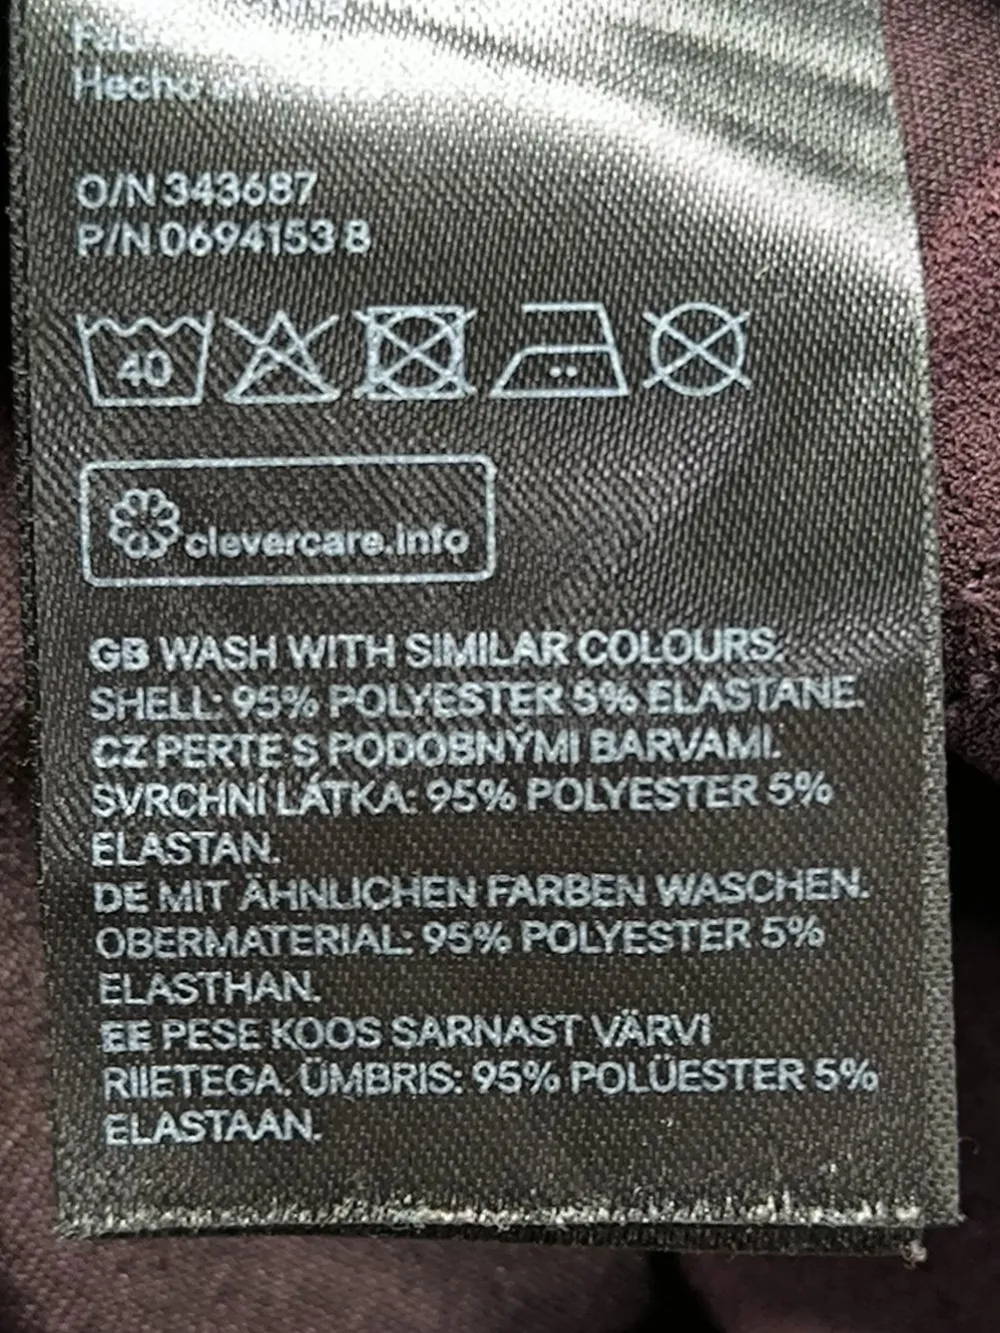 Hecho
O/N 343687
P/N 0694153 8
40
clevercare.info
GB WASH WITH SIMILAR COLOURS.
SHELL: 95% POLYESTER 5% ELASTANE.
CZ PERTE S PODOBNÝMI BARVAMI.
SVRCHNÍ LÁTKA: 95% POLYESTER 5%
ELASTAN.
DE MIT ÄHNLICHEN FARBEN WASCHEN.
OBERMATERIAL: 95% POLYESTER 5%
ELASTHAN.
EE PESE KOOS SARNAST VÄRVI
RIIETEGA. ÜMBRIS: 95% POLÜESTER 5%
ELASTAAN.